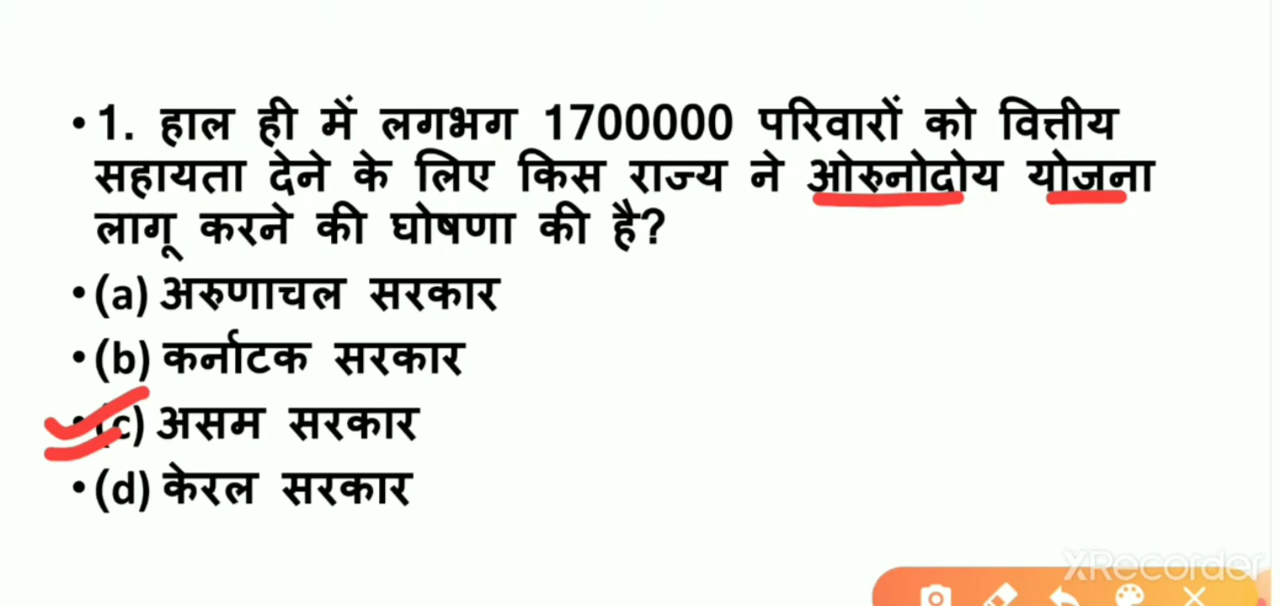 •1. हाल ही में लगभग 1700000 परिवारों को वित्तीय
सहायता देने के लिए किस राज्य ने ओरुनोदोय योजना
लागू करने की घोषणा की है?
•(a) अरुणाचल सरकार
•(b) कर्नाटक सरकार
•(c) असम सरकार
•(d) केरल सरकार
XRecorder